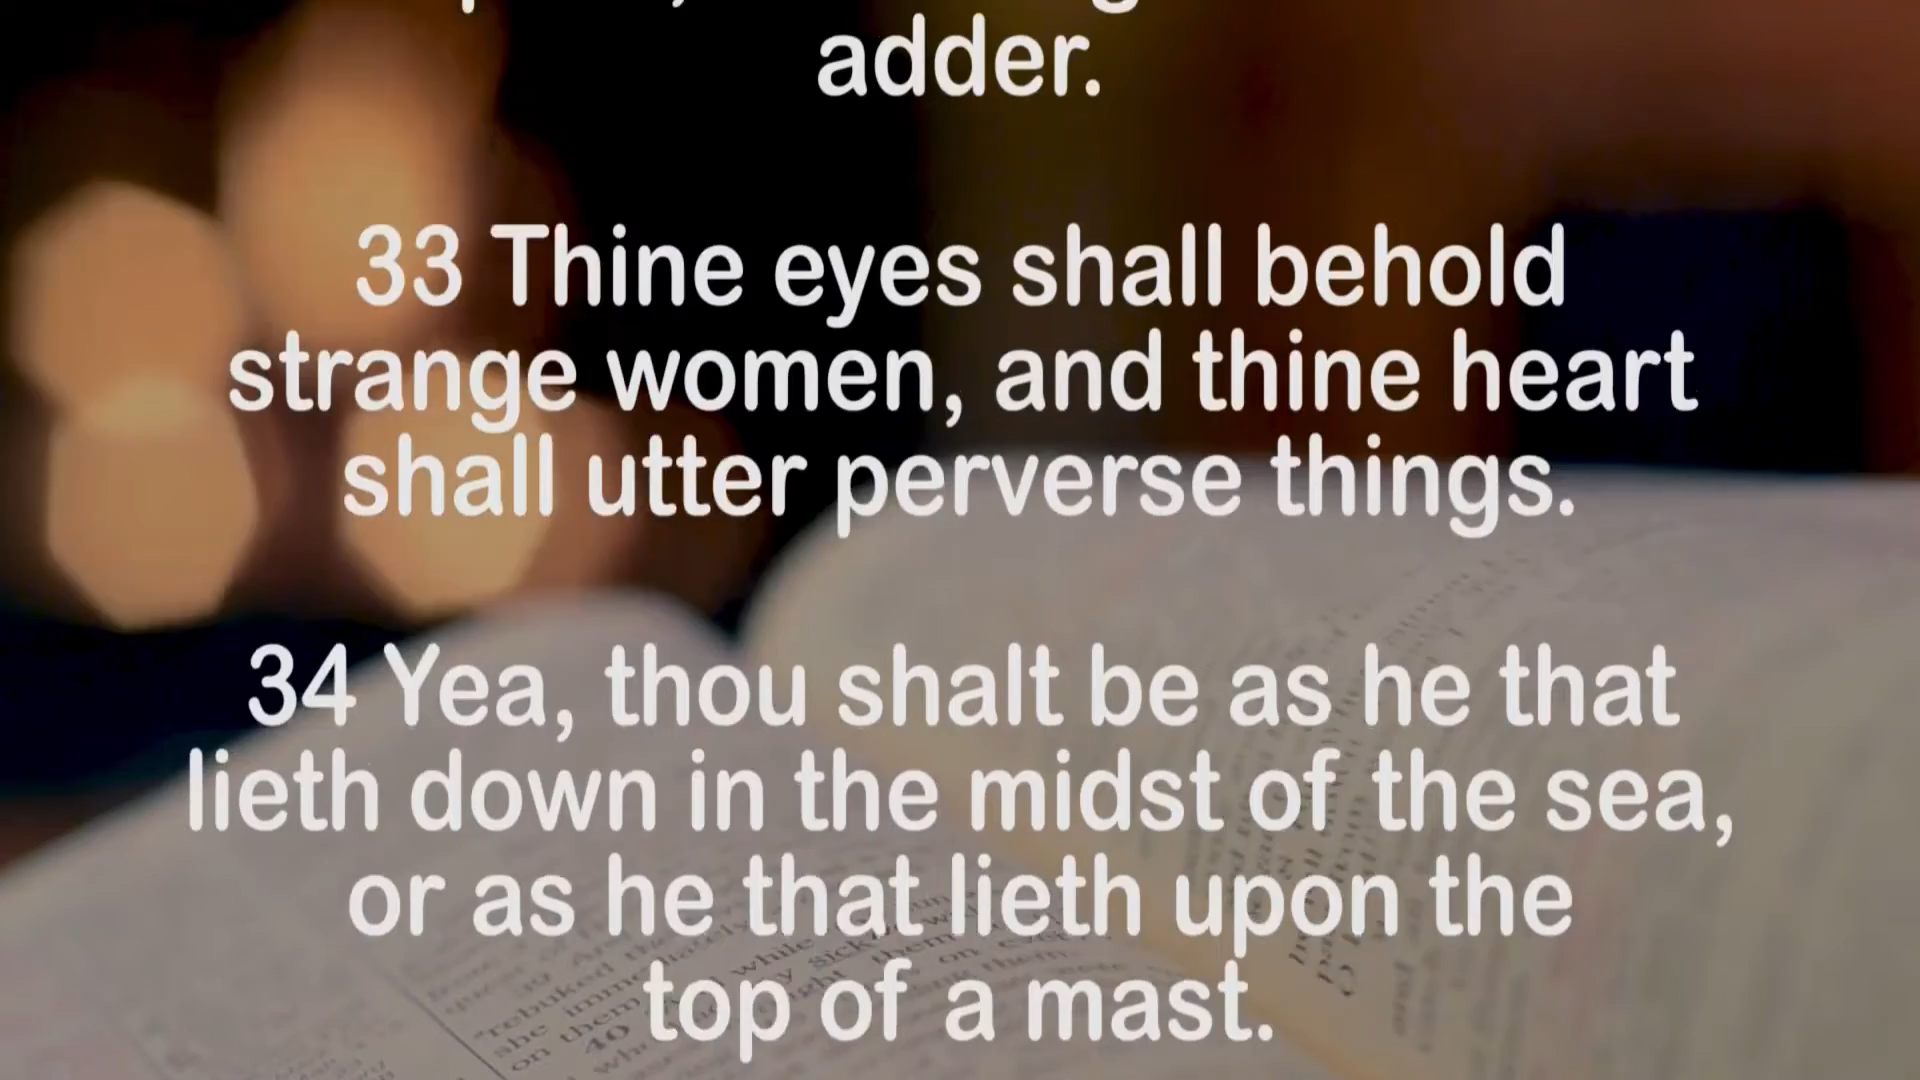 adder.
33 Thine eyes shall behold
strange women, and thine heart
shall utter perverse things.
34 Yea, thou shalt be as he that
lieth down in the midst of the sea,
or as he that lieth upon the
top of a mast.